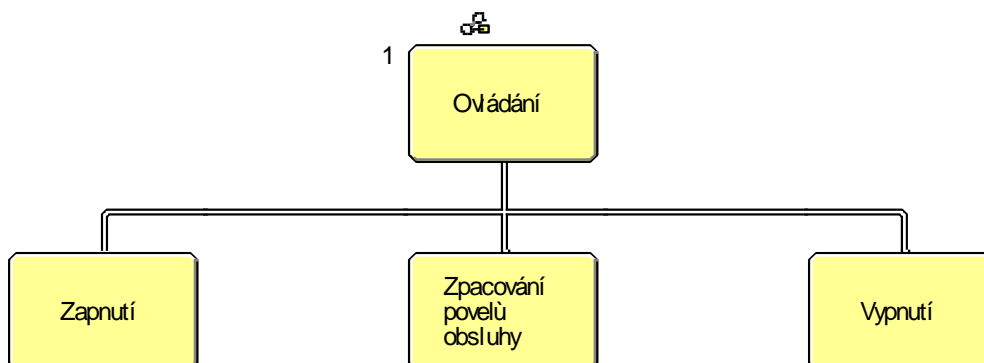 1
Ovládání
Zapnutí
Zpacování
povelù
obsluhy
Vypnutí